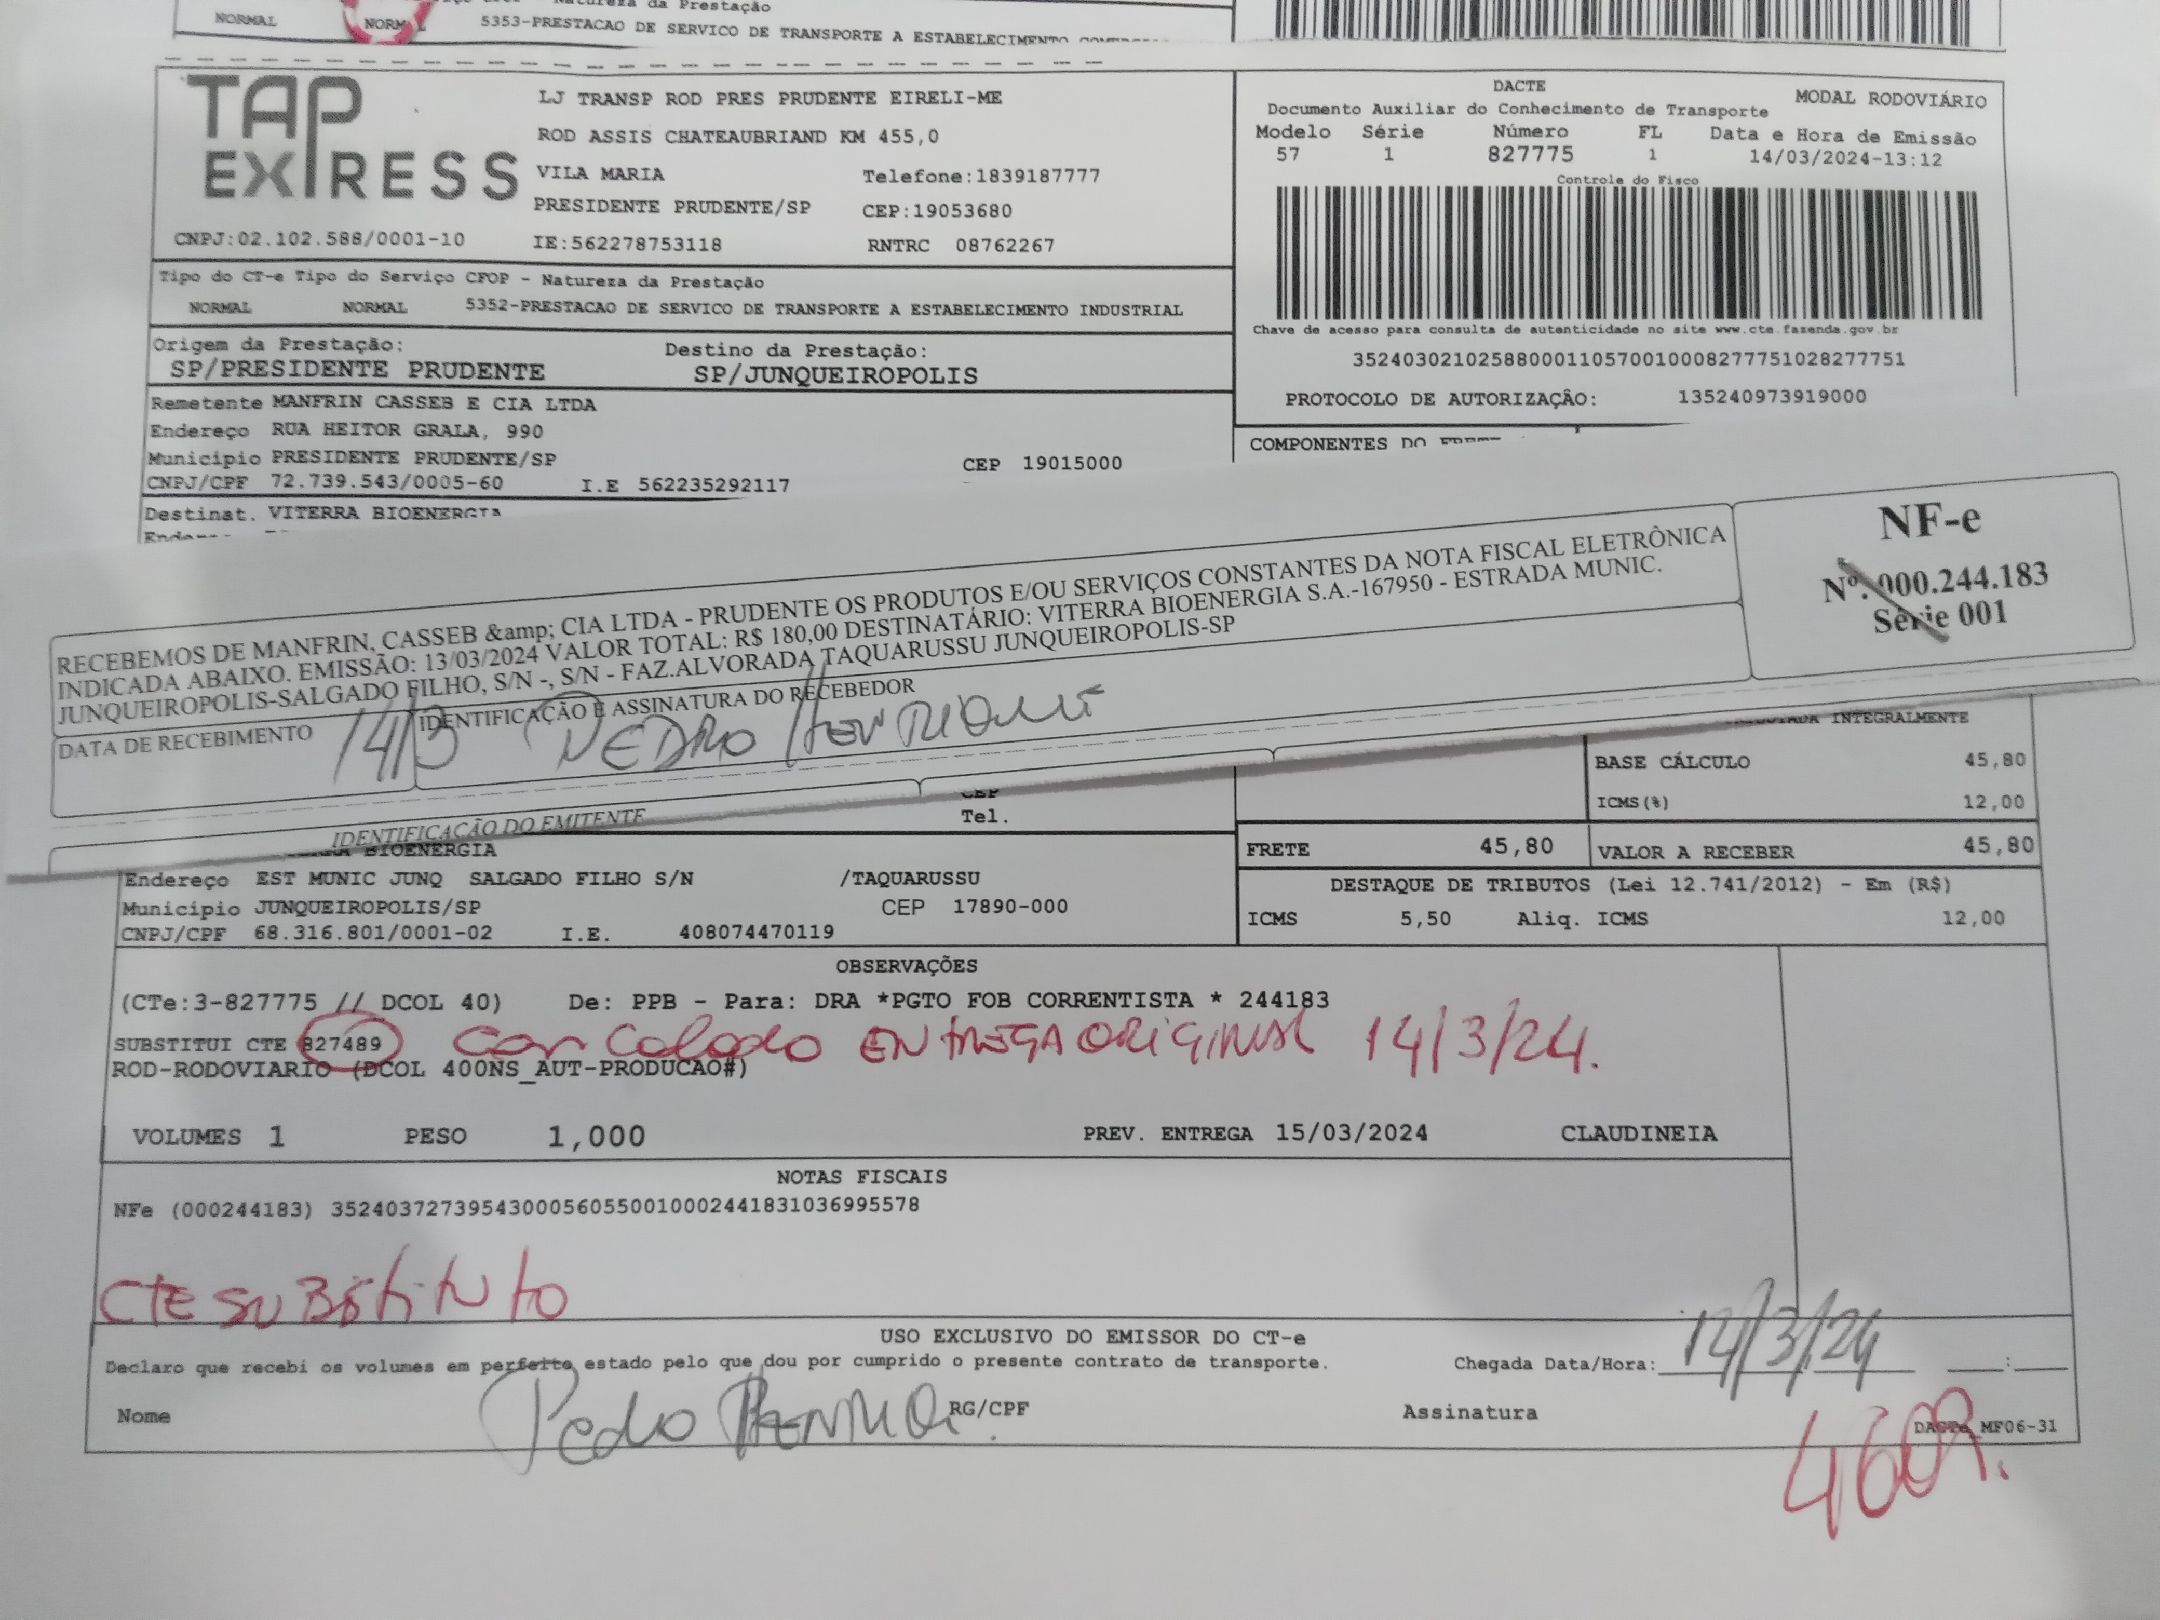 NORMAL NORMAL 5353-PRESTACAO DE SERVICO DE TRANSPORTE A ESTABELECIMENTO
TAP EXPRESS
LJ TRANSP ROD PRES PRUDENTE EIRELI-ME
ROD ASSIS CHATEAUBRIAND KM 455,0
VILA MARIA Telefone:1839187777
PRESIDENTE PRUDENTE/SP CEP:19053680
CNPJ:02.102.588/0001-10 IE:562278753118 RNTRC 08762267
DACTE
Documento Auxiliar do Conhecimento de Transporte MODAL RODOVIÁRIO
Modelo Série Número FL Data e Hora de Emissão
57 1 827775 1 14/03/2024-13:12
Controle do Fisco
Chave de acesso para consulta de autenticidade no site www.cte.fazenda.gov.br
35240302102588000110570010008277751028277751
PROTOCOLO DE AUTORIZAÇÂO: 135240973919000
COMPONENTES DO
Tipo do CT-e Tipo do Serviço CFOP - Natureza da Prestação
NORMAL NORMAL 5352-PRESTACAO DE SERVICO DE TRANSPORTE A ESTABELECIMENTO INDUSTRIAL
Origem da Prestação: Destino da Prestação:
SP/PRESIDENTE PRUDENTE SP/JUNQUEIROPOLIS
Remetente MANFRIN CASSEB E CIA LTDA
Endereço RUA HEITOR GRALA, 990
Município PRESIDENTE PRUDENTE/SP CEP 19015000
CNPJ/CPF 72.739.543/0005-60 I.E 562235292117
Destinat. VITERRA BIOENERGIA
RECEBEMOS DE MANFRIN, CASSEB &amp; CIA LTDA - PRUDENTE OS PRODUTOS E/OU SERVIÇOS CONSTANTES DA NOTA FISCAL ELETRÔNICA
INDICADA ABAIXO. EMISSÃO: 13/03/2024 VALOR TOTAL: R$ 180,00 DESTINATÁRIO: VITERRA BIOENERGIA S.A.-167950 - ESTRADA MUNIC.
JUNQUEIROPOLIS-SALGADO FILHO, S/N -, S/N - FAZ.ALVORADA TAQUARUSSU JUNQUEIROPOLIS-SP
DATA DE RECEBIMENTO 14/3 IDENTIFICAÇÃO E ASSINATURA DO RECEBEDOR
PEDRO HENRIQUE
NF-e
Nº. 000.244.183
Série 001
IDENTIFICAÇÃO DO EMITENTE
INTEGRALMENTE
BASE CÁLCULO 45,80
ICMS(%) 12,00
CEP
Tel.
FRETE 45,80 VALOR A RECEBER 45,80
DESTAQUE DE TRIBUTOS (Lei 12.741/2012) - Em (R$)
ICMS 5,50 Aliq. ICMS 12,00
BIOENERGIA
Endereço EST MUNIC JUNQ SALGADO FILHO S/N /TAQUARUSSU
Município JUNQUEIROPOLIS/SP CEP 17890-000
CNPJ/CPF 68.316.801/0001-02 I.E. 408074470119
OBSERVAÇÕES
(CTe:3-827775 // DCOL 40) De: PPB - Para: DRA *PGTO FOB CORRENTISTA * 244183
SUBSTITUI CTE 827489 ENTREGA ORIGINAL 14/3/24.
ROD-RODOVIARIO (DCOL 400NS_AUT-PRODUCAO#)
VOLUMES 1 PESO 1,000 PREV. ENTREGA 15/03/2024 CLAUDINEIA
NOTAS FISCAIS
NFe (000244183) 35240372739543000560550010002441831036995578
CTE SUBSTITUTO
USO EXCLUSIVO DO EMISSOR DO CT-e
Declaro que recebi os volumes em perfeito estado pelo que dou por cumprido o presente contrato de transporte. Chegada Data/Hora: 14/3/24 __:__
Nome Pedro RG/CPF Assinatura DACTe_MF06-31